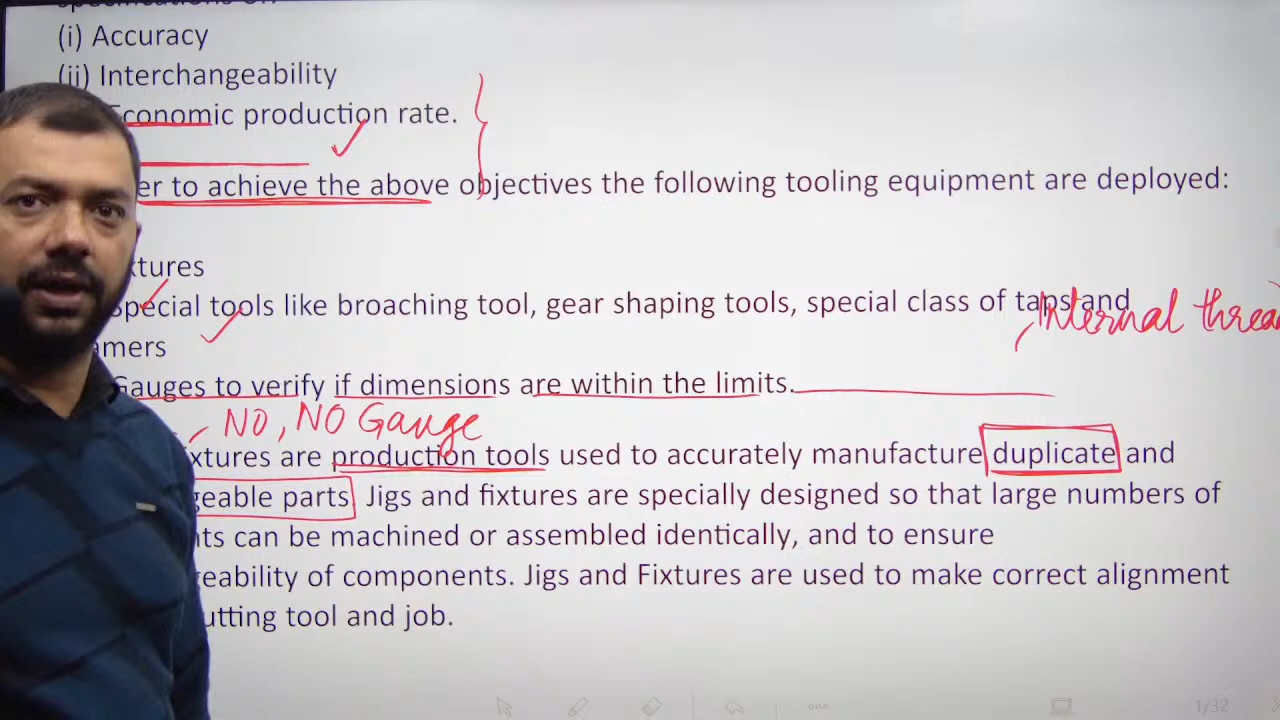 (i) Accuracy
(ii) Interchangeability
Economic production rate.
er to achieve the above objectives the following tooling equipment are deployed:
xtures
Special tools like broaching tool, gear shaping tools, special class of taps and
Internal threa
amers
Gauges to verify if dimensions are within the limits.
NO, NO Gauge
xtures are production tools used to accurately manufacture duplicate and
geable parts. Jigs and fixtures are specially designed so that large numbers of
nts can be machined or assembled identically, and to ensure
geability of components. Jigs and Fixtures are used to make correct alignment
utting tool and job.
1/32